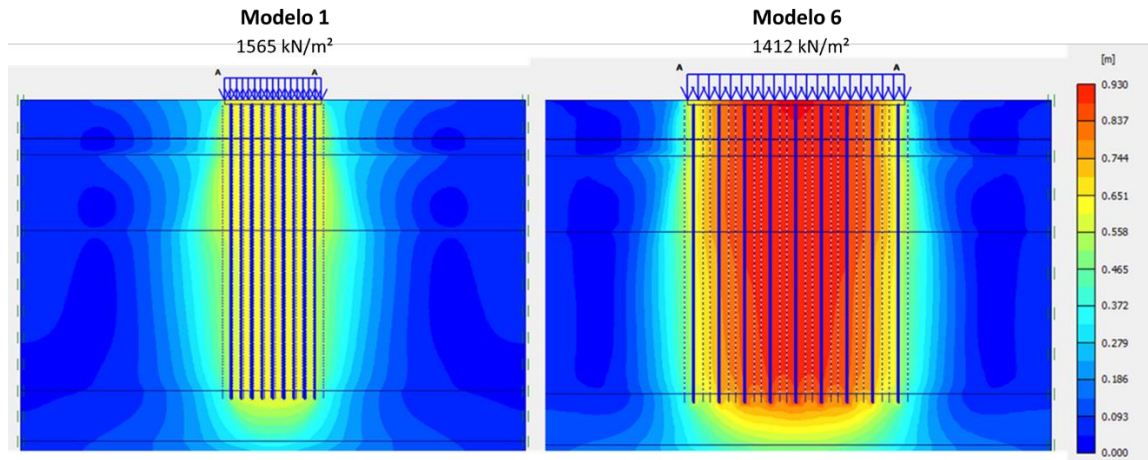 Modelo 1
1565 kN/m²
Modelo 6
1412 kN/m²
A A
A A
[m]
0.930
0.837
0.744
0.651
0.558
0.465
0.372
0.279
0.186
0.093
0.000